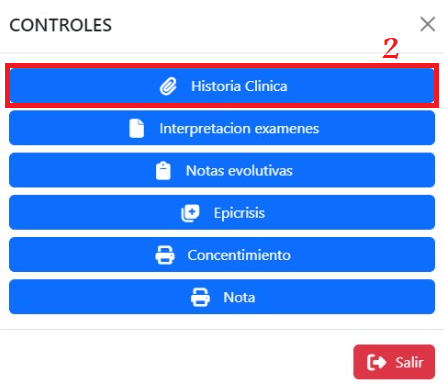 CONTROLES
2
Historia Clinica
Interpretacion examenes
Notas evolutivas
Epicrisis
Concentimiento
Nota
Salir